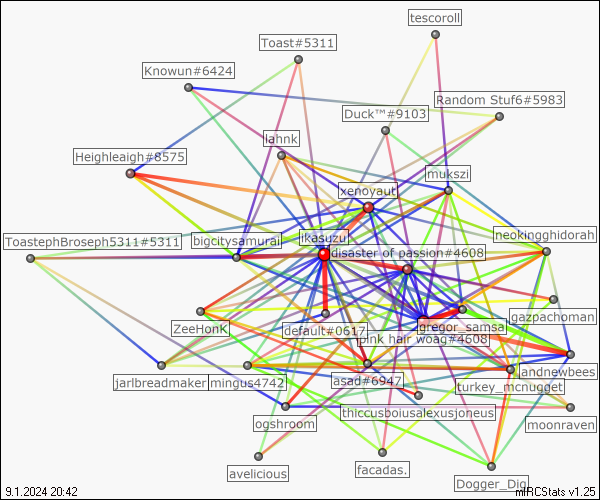 tescoroll
Toast#5311
Knowun#6424
Random Stuf6#5983
Duck™#9103
lahnk
Heighleaigh#8575
mukszi
xenoyaut
neokingghidorah
ToastephBroseph5311#5311
bigcitysamurai
ikasuzu
disaster of passion#4608
gazpachoman
ZeeHonK
default#0617
gregor_samsa
pink hair woag#4608
andnewbees
jarlbreadmaker
mingus4742
asad#6947
turkey_mcnugget
thiccusboiusalexusjoneus
ogshroom
moonraven
avelicious
facadas.
Dogger_Dig
9.1.2024 20:42
mIRCStats v1.25